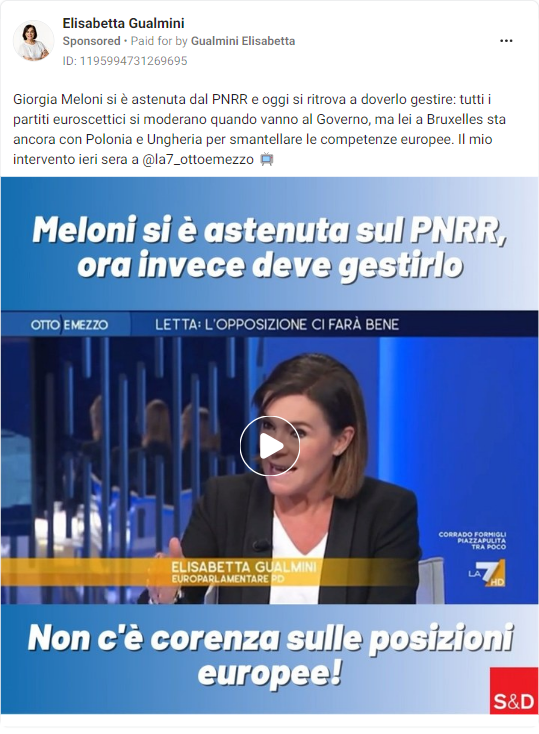 Elisabetta Gualmini
Sponsored • Paid for by Gualmini Elisabetta
ID: 1195994731269695
Giorgia Meloni si è astenuta dal PNRR e oggi si ritrova a doverlo gestire: tutti i
partiti euroscettici si moderano quando vanno al Governo, ma lei a Bruxelles sta
ancora con Polonia e Ungheria per smantellare le competenze europee. Il mio
intervento ieri sera a @la7_ottoemezzo 📺
Meloni si è astenuta sul PNRR,
ora invece deve gestirlo
OTTO E MEZZO LETTA: L'OPPOSIZIONE CI FARÀ BENE
CORRADO FORMIGLI
PIAZZAPULITA
TRA POCO
ELISABETTA GUALMINI
EUROPARLAMENTARE PD
LA7 HD
Non c'è corenza sulle posizioni
europee!
S&D